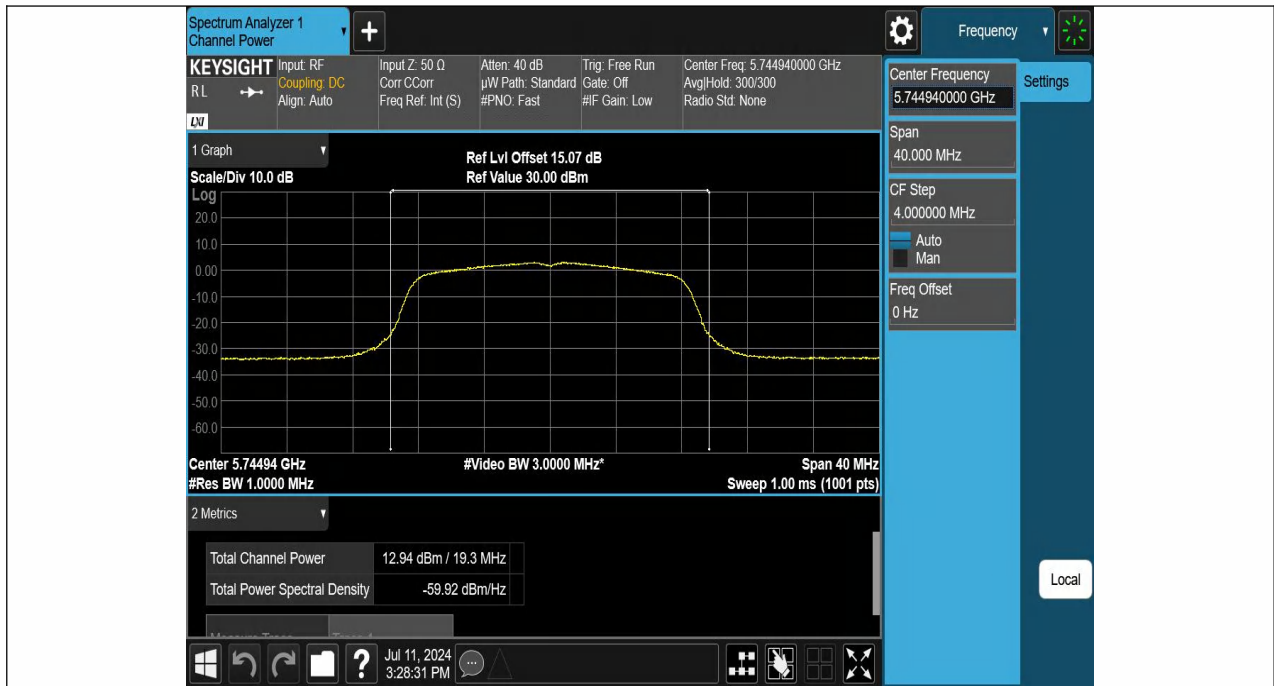 Spectrum Analyzer 1
Channel Power
Frequency
KEYSIGHT
RL
LXI
Input: RF
Coupling: DC
Align: Auto
Input Z: 50 Ω
Corr CCorr
Freq Ref: Int (S)
Atten: 40 dB
µW Path: Standard
#PNO: Fast
Trig: Free Run
Gate: Off
#IF Gain: Low
Center Freq: 5.744940000 GHz
Avg|Hold: 300/300
Radio Std: None
Center Frequency
5.744940000 GHz
Settings
Span
40.000 MHz
CF Step
4.000000 MHz
Auto
Man
Freq Offset
0 Hz
Local
1 Graph
Scale/Div 10.0 dB
Ref Lvl Offset 15.07 dB
Ref Value 30.00 dBm
Log
20.0
10.0
0.00
-10.0
-20.0
-30.0
-40.0
-50.0
-60.0
Center 5.74494 GHz
#Video BW 3.0000 MHz*
Span 40 MHz
#Res BW 1.0000 MHz
Sweep 1.00 ms (1001 pts)
2 Metrics
Total Channel Power 12.94 dBm / 19.3 MHz
Total Power Spectral Density -59.92 dBm/Hz
Jul 11, 2024
3:28:31 PM